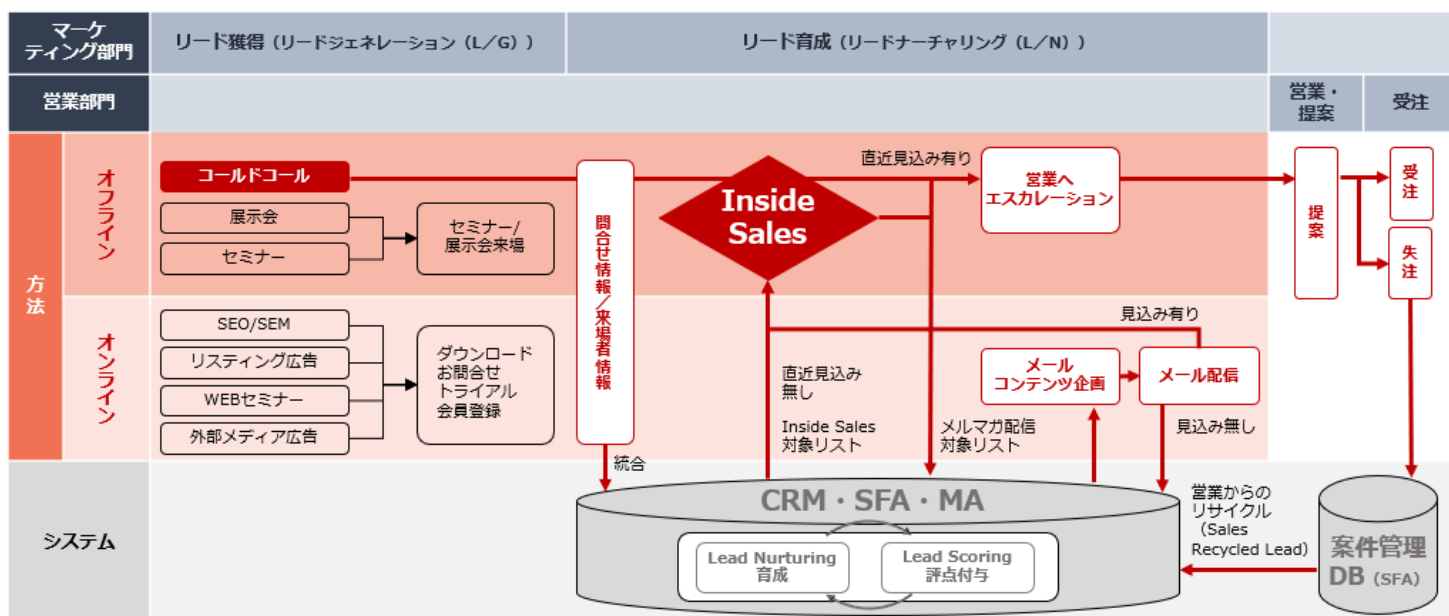 マーケ
ティング部門
リード獲得（リードジェネレーション（L／G））
リード育成（リードナーチャリング（L／N））
営業部門
営業・
提案
受注
方法
オフライン
コールドコール
展示会
セミナー
セミナー/
展示会来場
問合せ情報／来場者情報
Inside
Sales
直近見込み有り
営業へ
エスカレーション
提案
受注
失注
オンライン
SEO/SEM
リスティング広告
WEBセミナー
外部メディア広告
ダウンロード
お問合せ
トライアル
会員登録
直近見込み
無し
Inside Sales
対象リスト
メルマガ配信
対象リスト
見込み有り
メール
コンテンツ企画
メール配信
見込み無し
統合
システム
CRM・SFA・MA
Lead Nurturing
育成
Lead Scoring
評点付与
営業からの
リサイクル
（Sales
Recycled Lead）
案件管理
DB（SFA）